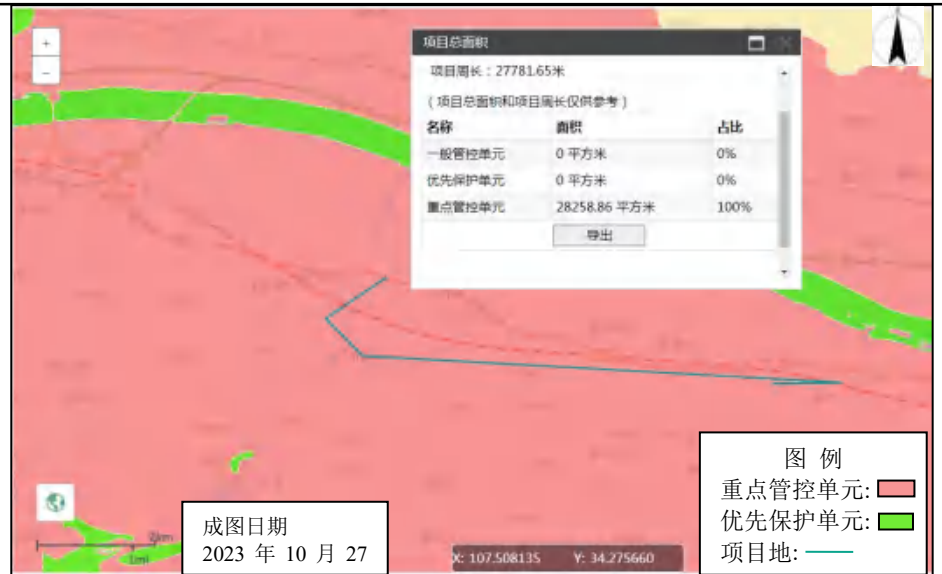 项目总面积
项目周长：27781.65米
（项目总面积和项目周长仅供参考）
名称 面积 占比
一般管控单元 0 平方米 0%
优先保护单元 0 平方米 0%
重点管控单元 28258.86 平方米 100%
导出
图 例
重点管控单元:
优先保护单元:
项目地:
成图日期
2023 年 10 月 27
2km
1mi
X: 107.508135 Y: 34.275660